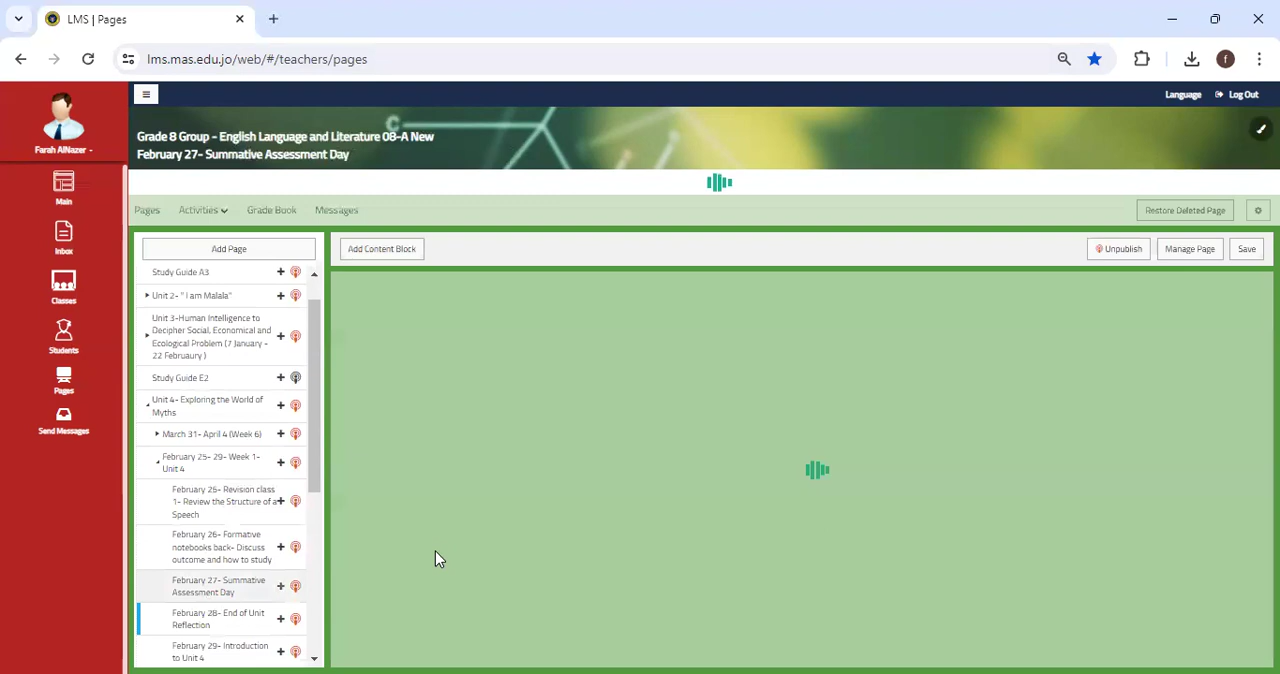 LMS | Pages
lms.mas.edu.jo/web/#/teachers/pages
f
Language
Log Out
Farah AlNazer
Grade 8 Group - English Language and Literature 08-A New
February 27- Summative Assessment Day
Main
Inbox
Classes
Students
Pages
Send Messages
Pages
Activities
Grade Book
Messages
Restore Deleted Page
Add Page
Add Content Block
Unpublish
Manage Page
Save
Study Guide A3
Unit 2- " I am Malala"
Unit 3-Human Intelligence to
Decipher Social, Economical and
Ecological Problem (7 January -
22 Februaury )
Study Guide E2
Unit 4- Exploring the World of
Myths
March 31- April 4 (Week 6)
February 25- 29- Week 1-
Unit 4
February 25- Revision class
1- Review the Structure of a
Speech
February 26- Formative
notebooks back- Discuss
outcome and how to study
February 27- Summative
Assessment Day
February 28- End of Unit
Reflection
February 29- Introduction
to Unit 4